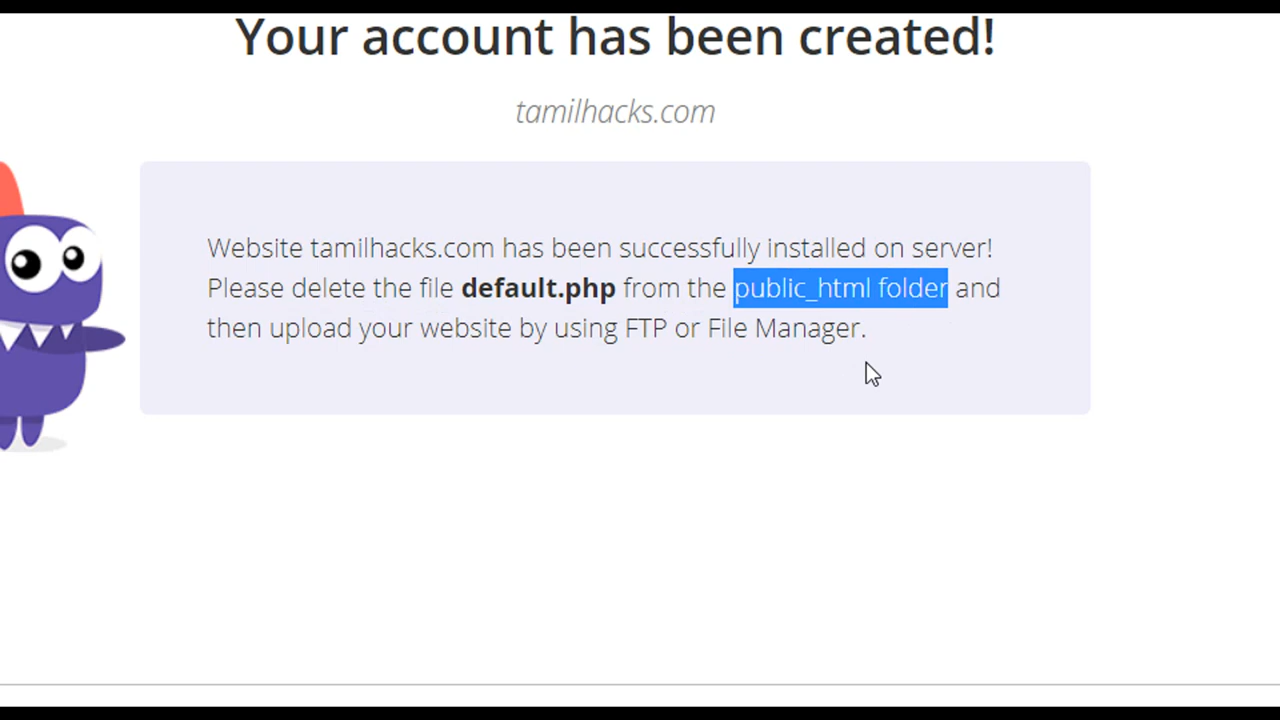 Your account has been created!
tamilhacks.com
Website tamilhacks.com has been successfully installed on server!
Please delete the file default.php from the public_html folder and
then upload your website by using FTP or File Manager.